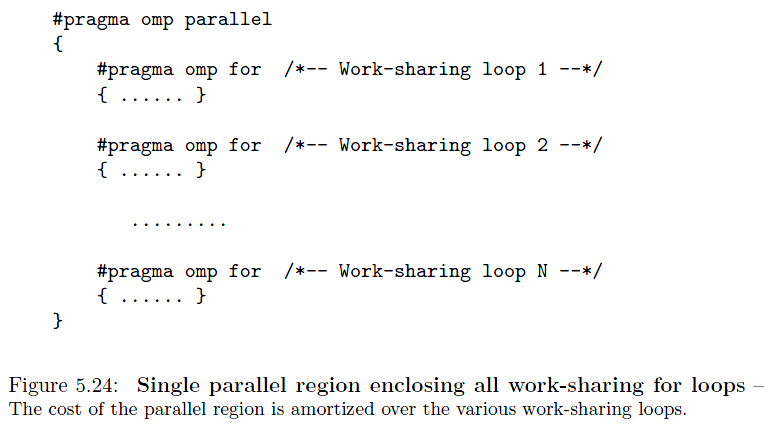 #pragma omp parallel
{
#pragma omp for /*-- Work-sharing loop 1 --*/
{ ...... }
#pragma omp for /*-- Work-sharing loop 2 --*/
{ ...... }
.........
#pragma omp for /*-- Work-sharing loop N --*/
{ ...... }
}
Figure 5.24: Single parallel region enclosing all work-sharing for loops –
The cost of the parallel region is amortized over the various work-sharing loops.